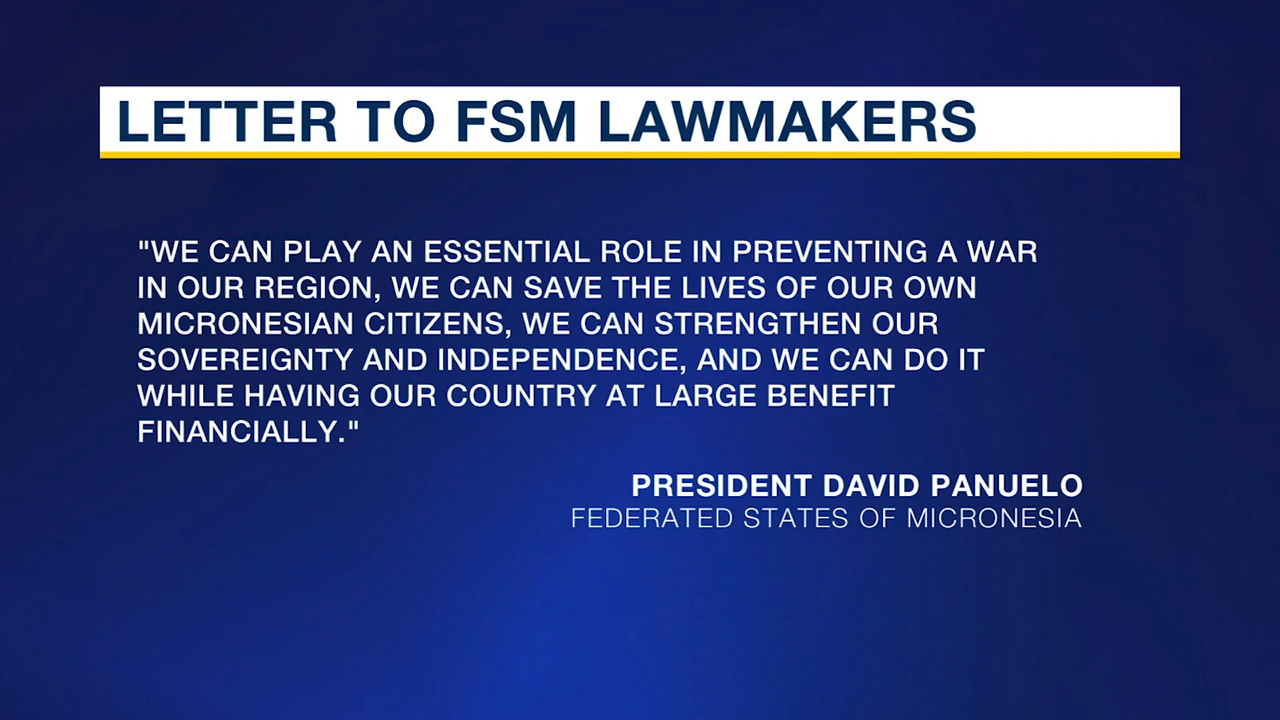 LETTER TO FSM LAWMAKERS
"WE CAN PLAY AN ESSENTIAL ROLE IN PREVENTING A WAR
IN OUR REGION, WE CAN SAVE THE LIVES OF OUR OWN
MICRONESIAN CITIZENS, WE CAN STRENGTHEN OUR
SOVEREIGNTY AND INDEPENDENCE, AND WE CAN DO IT
WHILE HAVING OUR COUNTRY AT LARGE BENEFIT
FINANCIALLY."
PRESIDENT DAVID PANUELO
FEDERATED STATES OF MICRONESIA